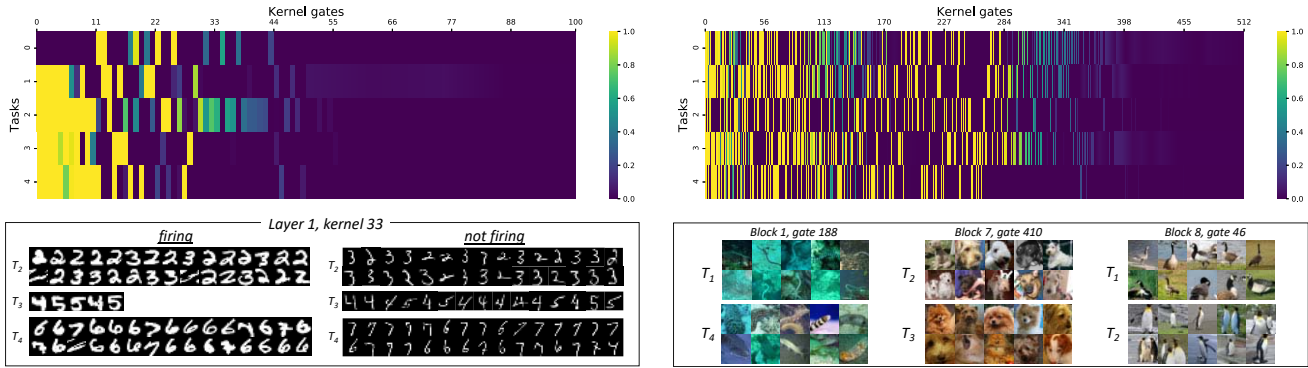 Kernel gates
0 11 22 33 44 55 66 77 88 100
Tasks
0
1
2
3
4
1.0
0.8
0.6
0.4
0.2
0.0
Layer 1, kernel 33
firing
not firing
T2
T3
T4
T2
T3
T4
Kernel gates
0 56 113 170 227 284 341 398 455 512
Tasks
0
1
2
3
4
1.0
0.8
0.6
0.4
0.2
0.0
Block 1, gate 188
Block 7, gate 410
Block 8, gate 46
T1
T4
T2
T3
T1
T2